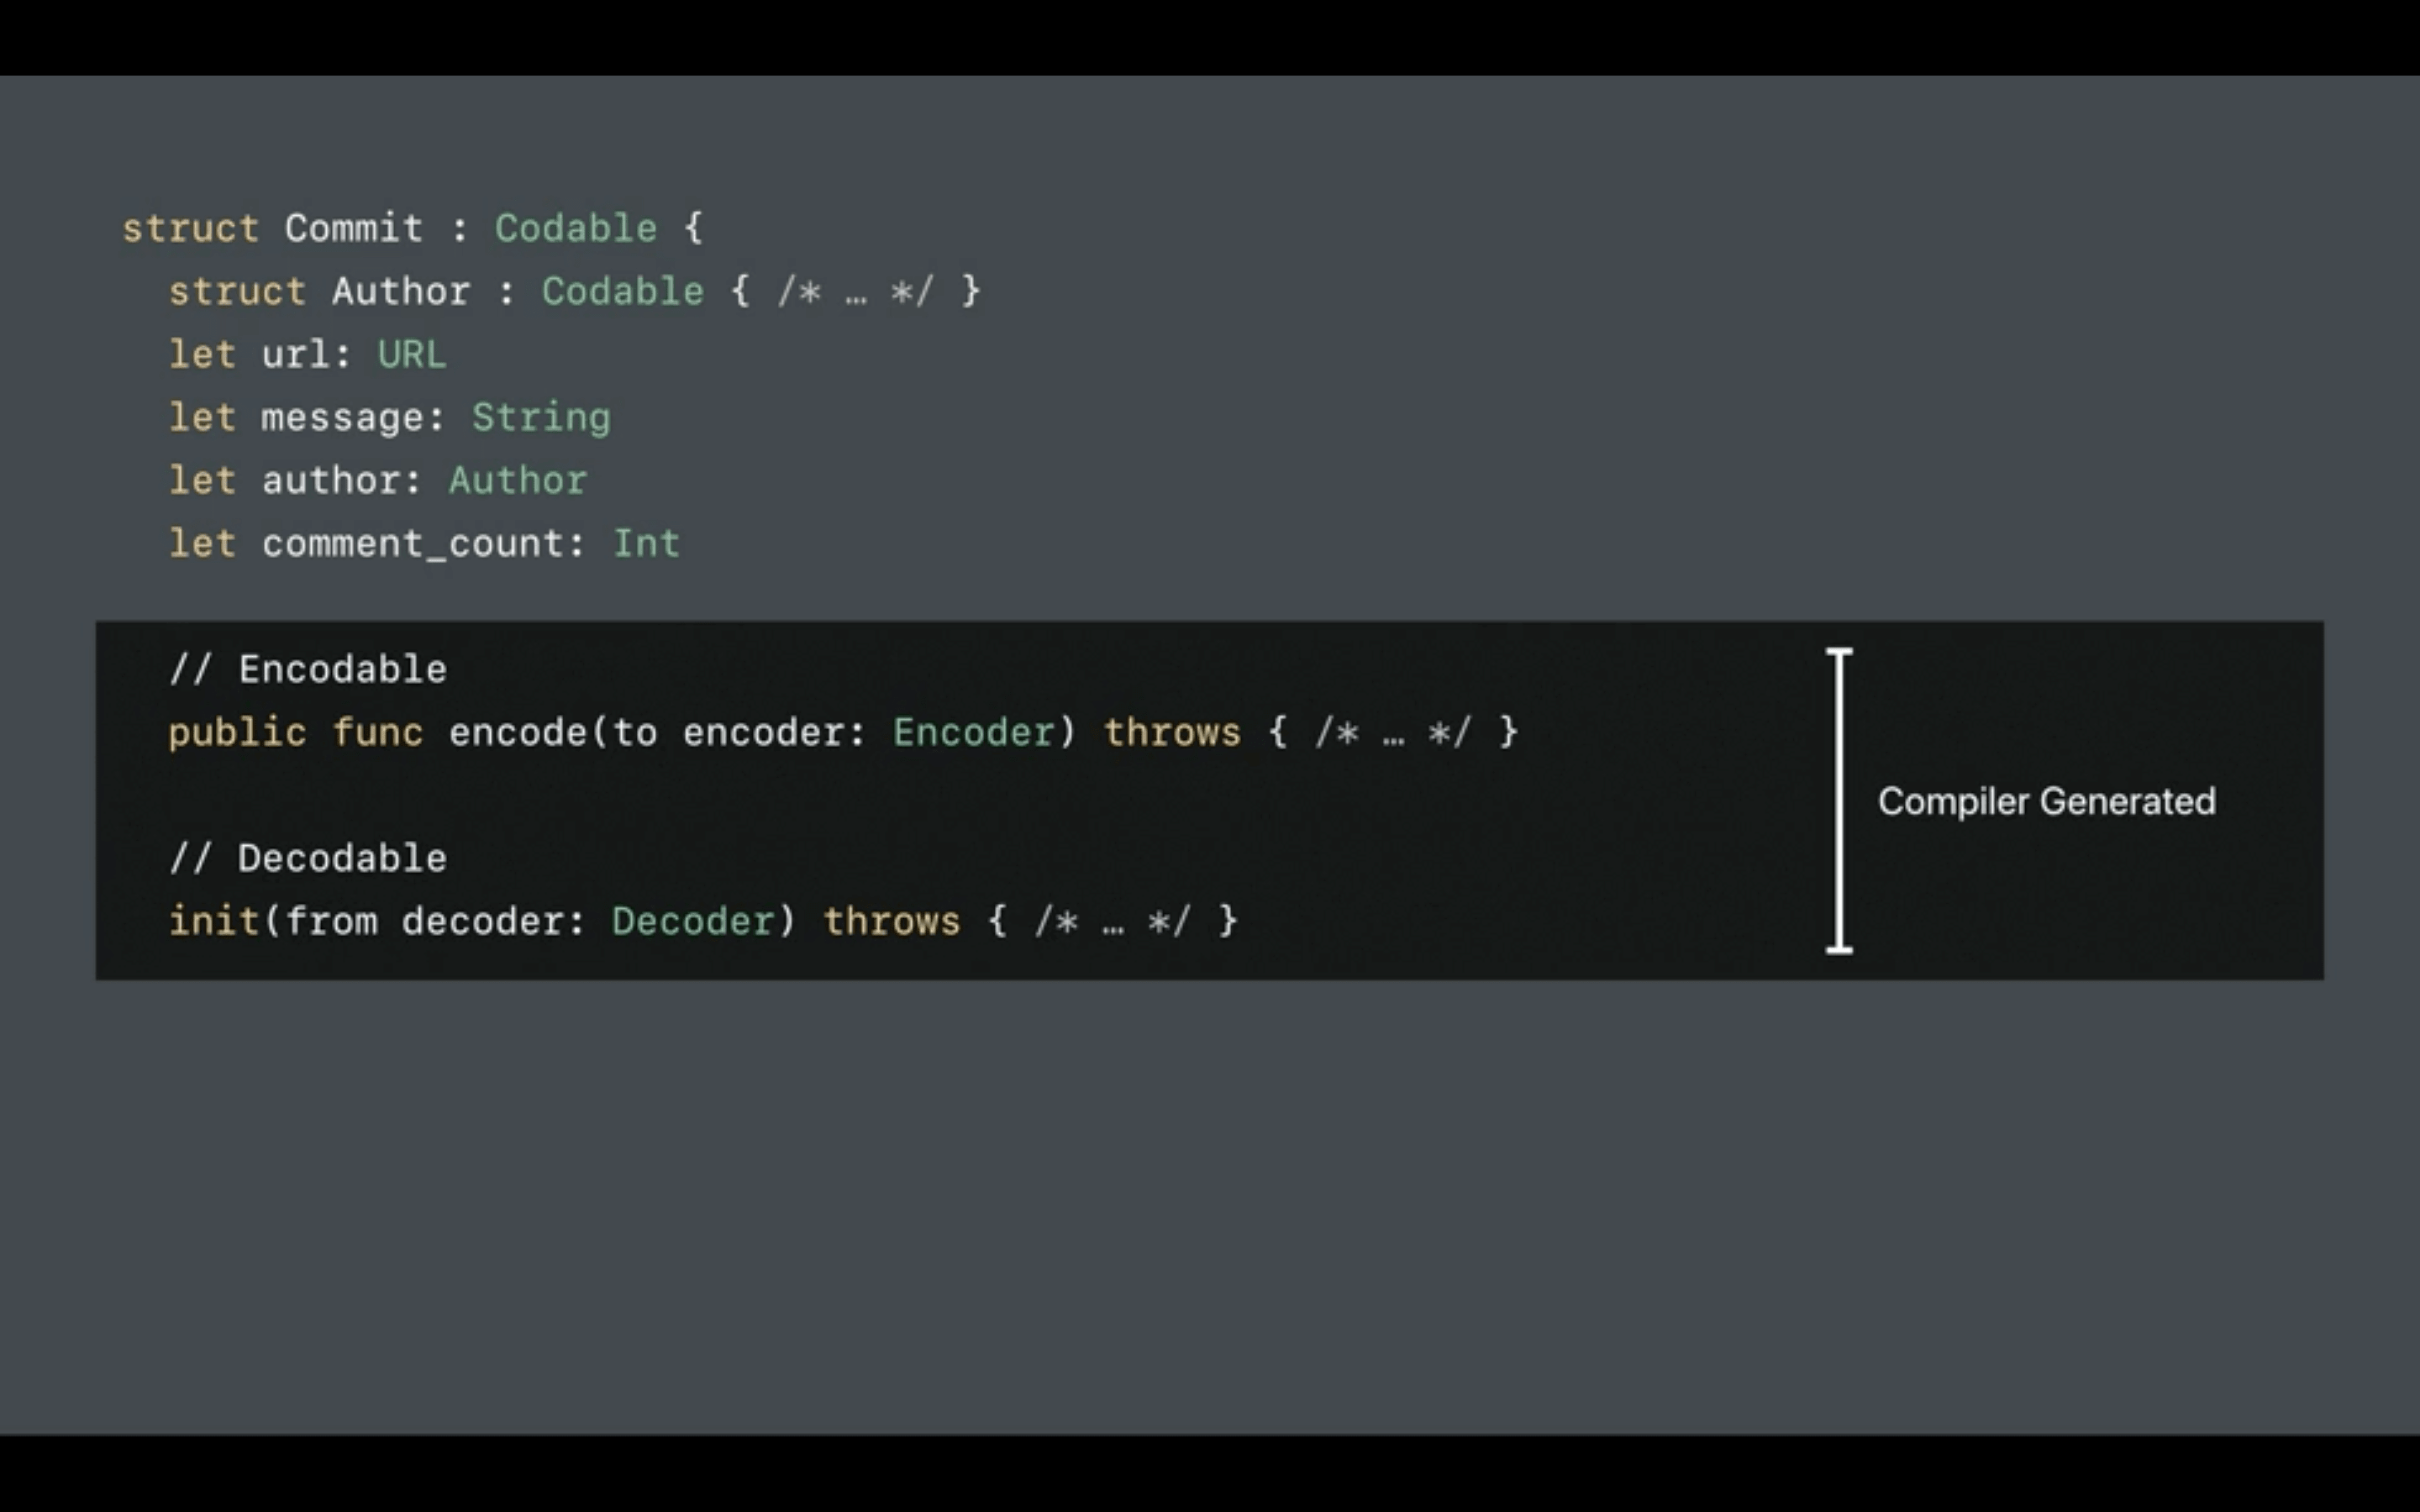 struct Commit : Codable {
struct Author : Codable { /* … */ }
let url: URL
let message: String
let author: Author
let comment_count: Int
// Encodable
public func encode(to encoder: Encoder) throws { /* … */ }
Compiler Generated
// Decodable
init(from decoder: Decoder) throws { /* … */ }